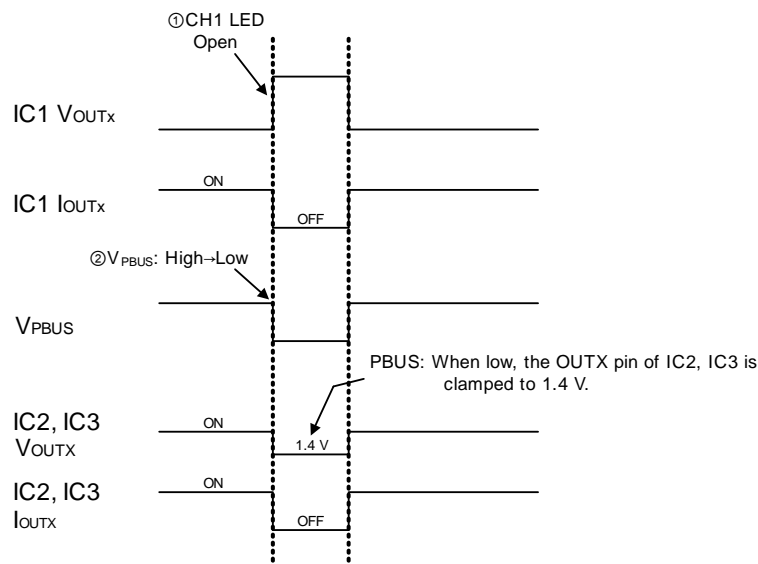 ①CH1 LED
Open
IC1 VOUTx
ON
IC1 IOUTx
OFF
②VPBUS: High→Low
VPBUS
PBUS: When low, the OUTX pin of IC2, IC3 is
clamped to 1.4 V.
IC2, IC3
VOUTX
ON
1.4 V
IC2, IC3
IOUTX
ON
OFF